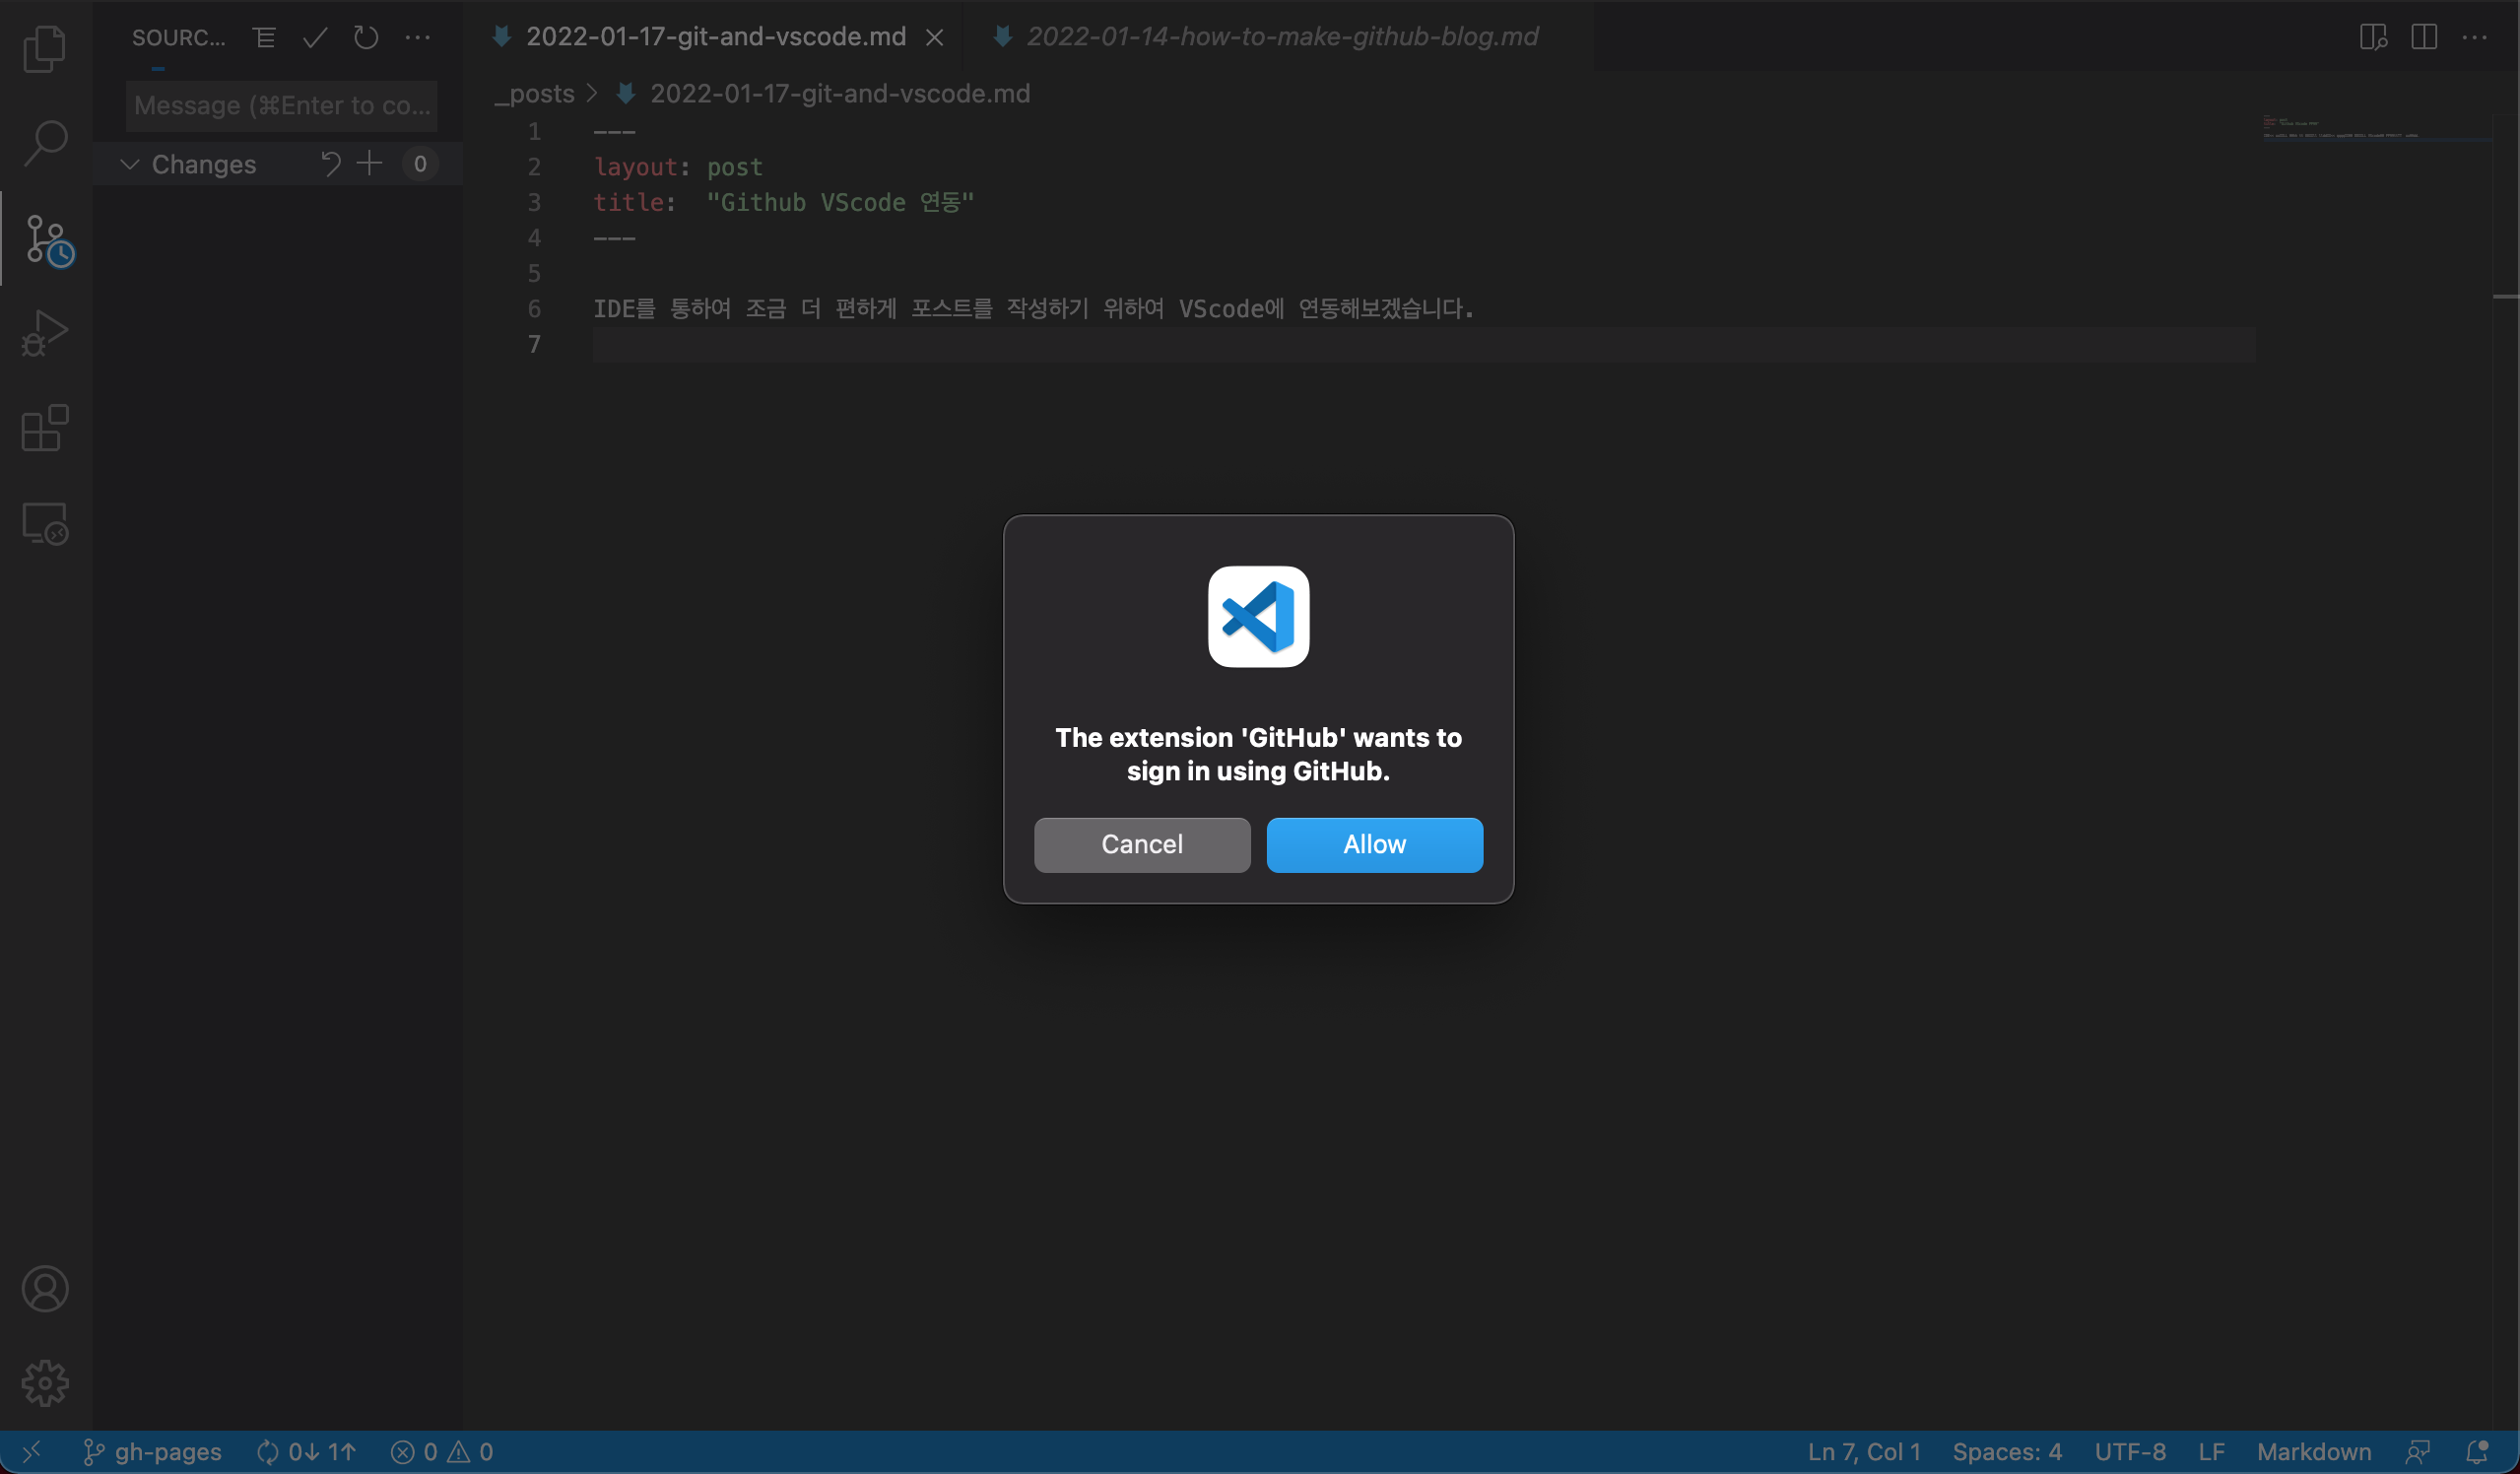 SOURC...
2022-01-17-git-and-vscode.md
2022-01-14-how-to-make-github-blog.md
Message (⌘Enter to co...
Changes
0
_posts > 2022-01-17-git-and-vscode.md
1 ---
2 layout: post
3 title: "Github VScode 연동"
4 ---
5
6 IDE를 통하여 조금 더 편하게 포스트를 작성하기 위하여 VScode에 연동해보겠습니다.
7
The extension 'GitHub' wants to
sign in using GitHub.
Cancel
Allow
gh-pages 0↓ 1↑ 0 0 Ln 7, Col 1 Spaces: 4 UTF-8 LF Markdown